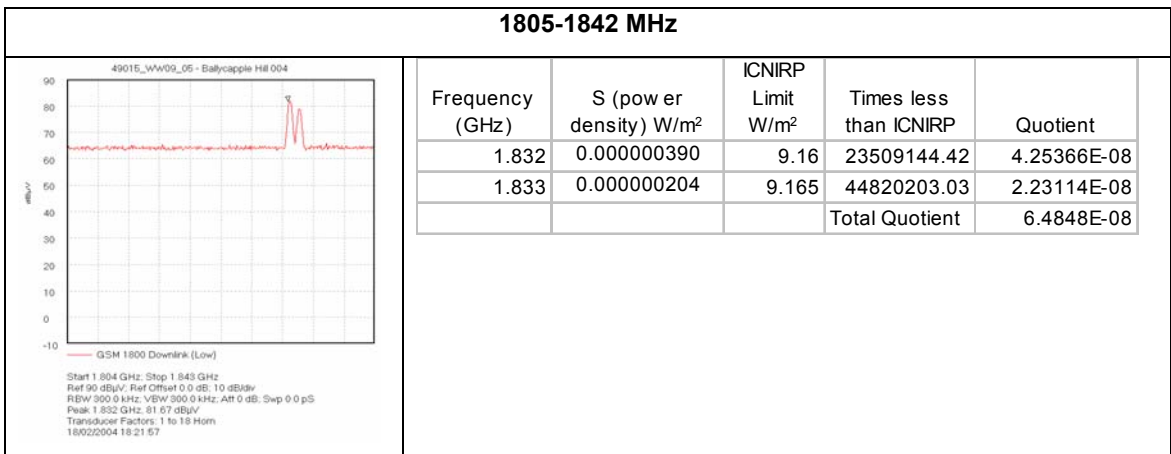 1805-1842 MHz
49015_WW09_05 - Ballycapple Hill 004
90
80
70
60
50
40
30
20
10
0
-10
dBµV
GSM 1800 Downlink (Low)
Start 1.804 GHz; Stop 1.843 GHz
Ref 90 dBµV; Ref Offset 0.0 dB; 10 dB/div
RBW 300.0 kHz; VBW 300.0 kHz; Att 0 dB; Swp 0.0 pS
Peak 1.832 GHz, 81.67 dBµV
Transducer Factors: 1 to 18 Horn
18/02/2004 18:21:57
Frequency (GHz) S (pow er density) W/m² ICNIRP Limit W/m² Times less than ICNIRP Quotient
1.832 0.000000390 9.16 23509144.42 4.25366E-08
1.833 0.000000204 9.165 44820203.03 2.23114E-08
Total Quotient 6.4848E-08